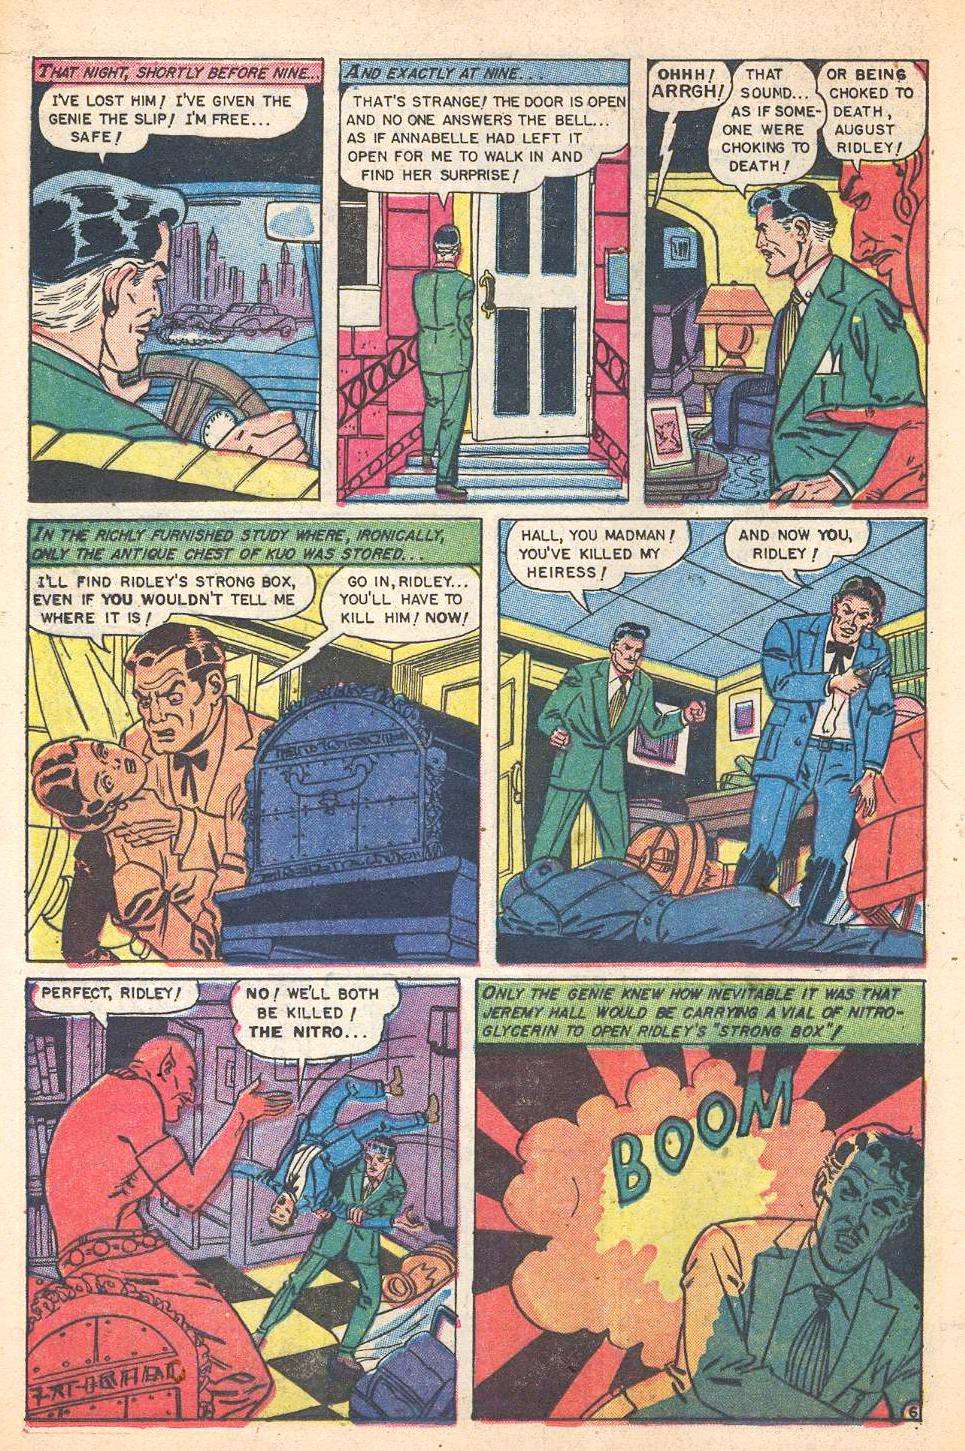 THAT NIGHT, SHORTLY BEFORE NINE...
I'VE LOST HIM! I'VE GIVEN THE
GENIE THE SLIP! I'M FREE...
SAFE!
AND EXACTLY AT NINE...
THAT'S STRANGE! THE DOOR IS OPEN
AND NO ONE ANSWERS THE BELL...
AS IF ANNABELLE HAD LEFT IT
OPEN FOR ME TO WALK IN AND
FIND HER SURPRISE!
OHHH!
ARRGH!
THAT
SOUND...
AS IF SOME-
ONE WERE
CHOKING TO
DEATH!
OR BEING
CHOKED TO
DEATH,
AUGUST
RIDLEY!
IN THE RICHLY FURNISHED STUDY WHERE, IRONICALLY,
ONLY THE ANTIQUE CHEST OF KUO WAS STORED...
I'LL FIND RIDLEY'S STRONG BOX,
EVEN IF YOU WOULDN'T TELL ME
WHERE IT IS!
GO IN, RIDLEY...
YOU'LL HAVE TO
KILL HIM! NOW!
HALL, YOU MADMAN!
YOU'VE KILLED MY
HEIRESS!
AND NOW YOU,
RIDLEY!
PERFECT, RIDLEY!
NO! WE'LL BOTH
BE KILLED!
THE NITRO...
ONLY THE GENIE KNEW HOW INEVITABLE IT WAS THAT
JEREMY HALL WOULD BE CARRYING A VIAL OF NITRO-
GLYCERIN TO OPEN RIDLEY'S "STRONG BOX"!
BOOM
6